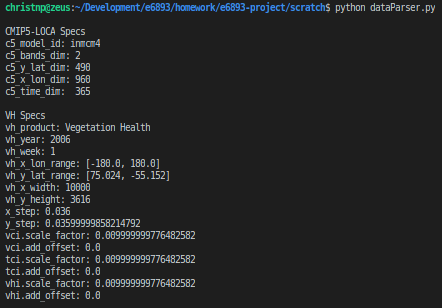 christnp@zeus:~/Development/e6893/homework/e6893-project/scratch$ python dataParser.py
CMIP5-LOCA Specs
c5_model_id: inmcm4
c5_bands_dim: 2
c5_y_lat_dim: 490
c5_x_lon_dim: 960
c5_time_dim:  365
VH Specs
vh_product: Vegetation Health
vh_year: 2006
vh_week: 1
vh_x_lon_range: [-180.0, 180.0]
vh_y_lat_range: [75.024, -55.152]
vh_x_width: 10000
vh_y_height: 3616
x_step: 0.036
y_step: 0.03599999858214792
vci.scale_factor: 0.009999999776482582
vci.add_offset: 0.0
tci.scale_factor: 0.009999999776482582
tci.add_offset: 0.0
vhi.scale_factor: 0.009999999776482582
vhi.add_offset: 0.0